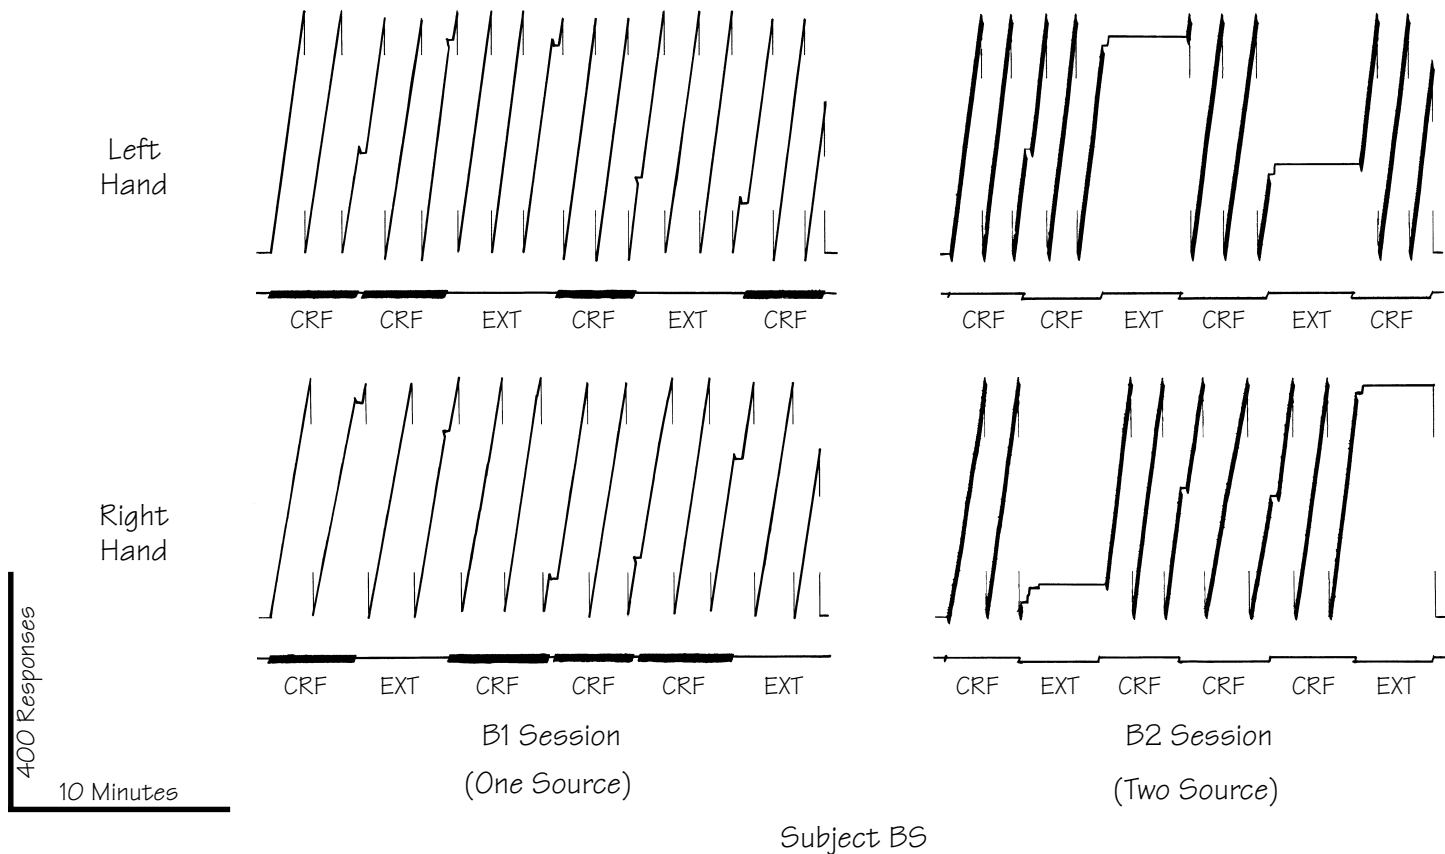 Left
Hand
CRF CRF EXT CRF EXT CRF
CRF CRF EXT CRF EXT CRF
Right
Hand
CRF EXT CRF CRF CRF EXT
CRF EXT CRF CRF CRF EXT
400 Responses
10 Minutes
B1 Session
(One Source)
B2 Session
(Two Source)
Subject BS